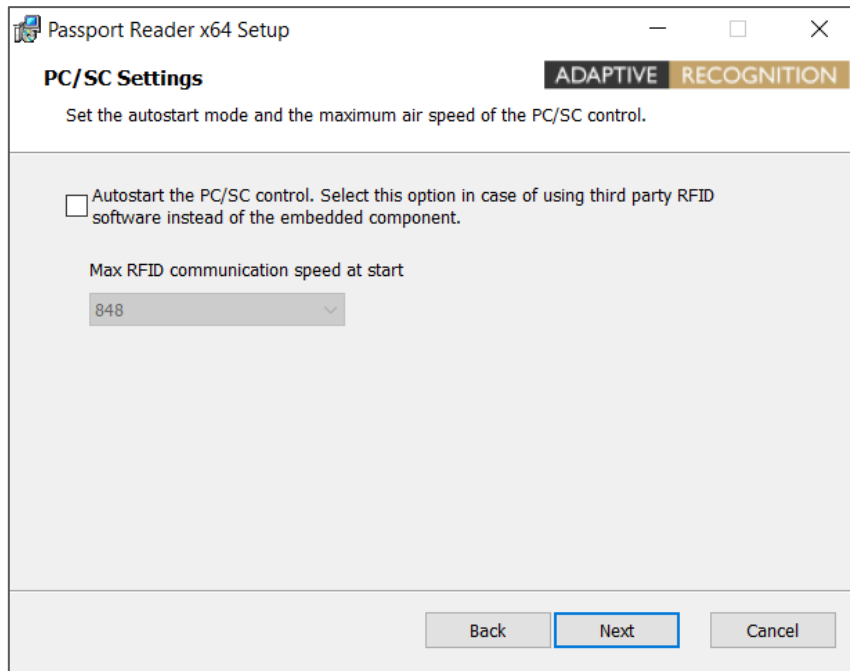 Passport Reader x64 Setup
PC/SC Settings
ADAPTIVE RECOGNITION
Set the autostart mode and the maximum air speed of the PC/SC control.
Autostart the PC/SC control. Select this option in case of using third party RFID
software instead of the embedded component.
Max RFID communication speed at start
848
Back Next Cancel